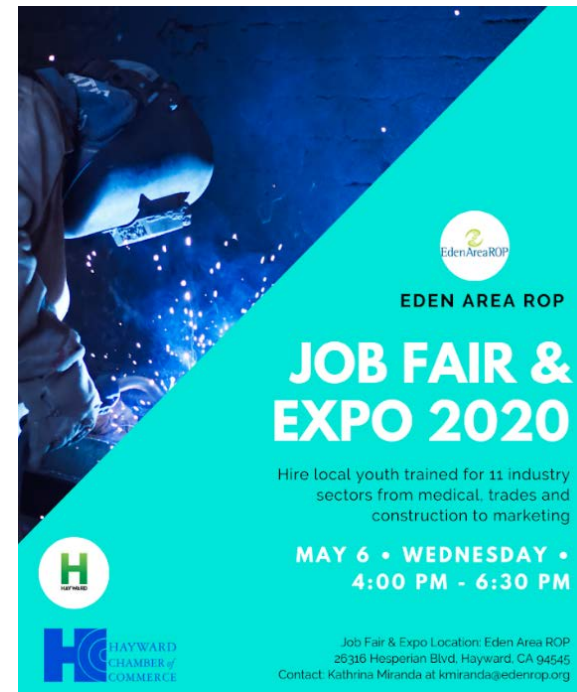 EdenAreaROP
EDEN AREA ROP
JOB FAIR &
EXPO 2020
Hire local youth trained for 11 industry
sectors from medical, trades and
construction to marketing
MAY 6 • WEDNESDAY •
4:00 PM - 6:30 PM
H
HAYWARD
HCC
HAYWARD
CHAMBER of
COMMERCE
Job Fair & Expo Location: Eden Area ROP
26316 Hesperian Blvd, Hayward, CA 94545
Contact: Kathrina Miranda at kmiranda@edenrop.org